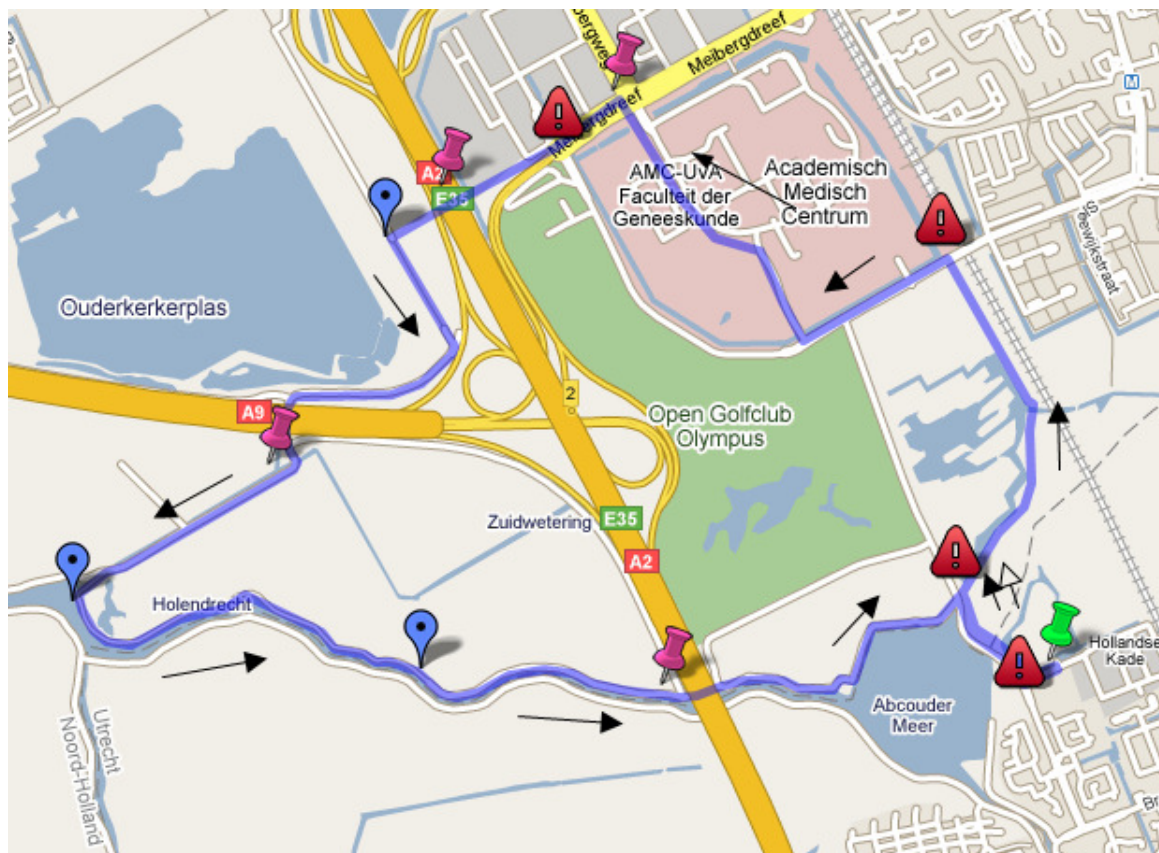 Meibergdreef
Meibergdreef
M
A2
E35
AMC-UVA
Faculteit der
Geneeskunde
Academisch
Medisch
Centrum
Ouderkerkerplas
A9
2
Open Golfclub
Olympus
Zuidwetering
E35
A2
Holendrecht
Hollandse
Kade
Abcouder
Meer
Utrecht
Noord-Holland